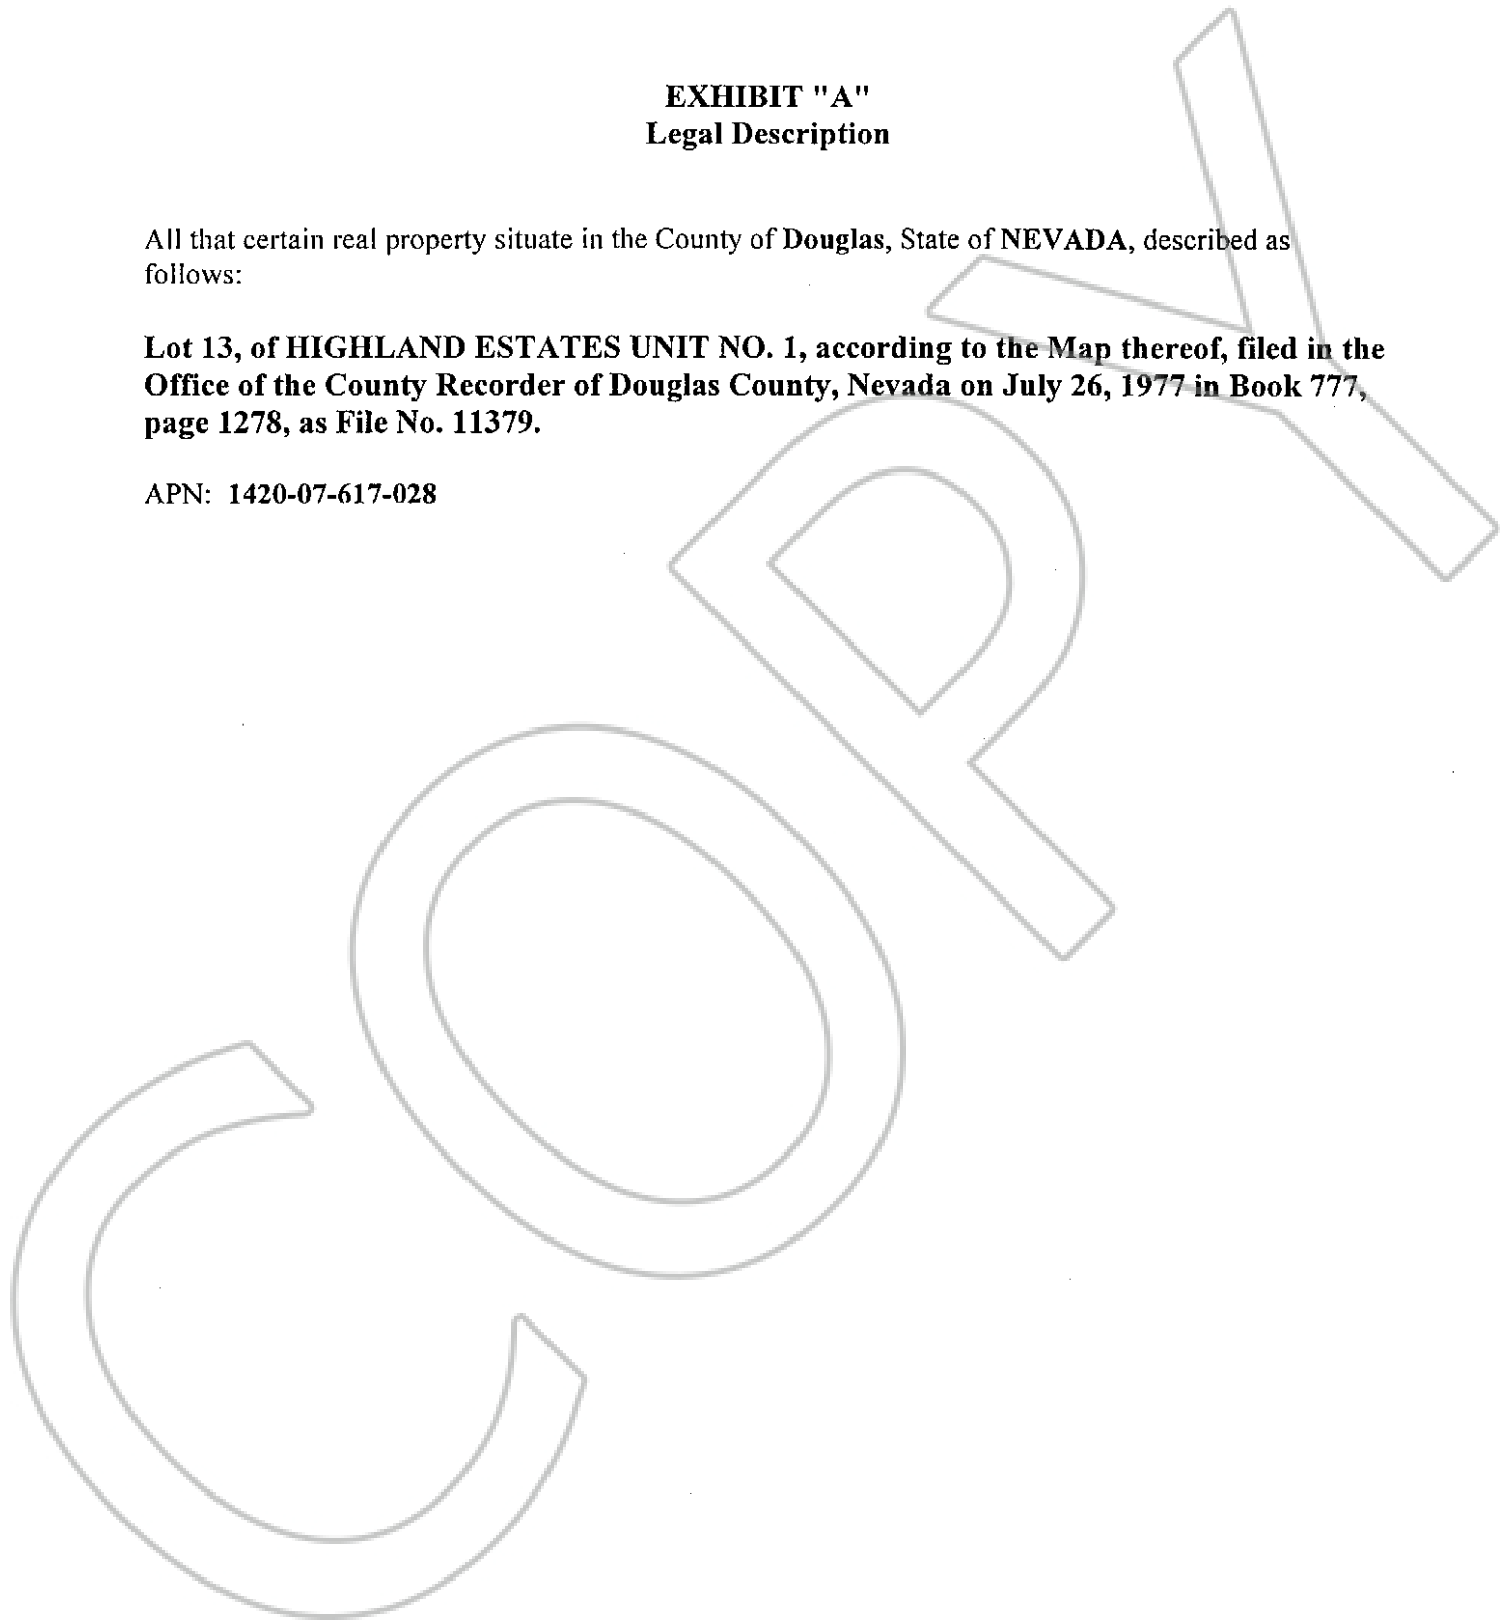 EXHIBIT "A"
Legal Description
All that certain real property situate in the County of Douglas, State of NEVADA, described as
follows:
Lot 13, of HIGHLAND ESTATES UNIT NO. 1, according to the Map thereof, filed in the
Office of the County Recorder of Douglas County, Nevada on July 26, 1977 in Book 777,
page 1278, as File No. 11379.
APN: 1420-07-617-028
COPY